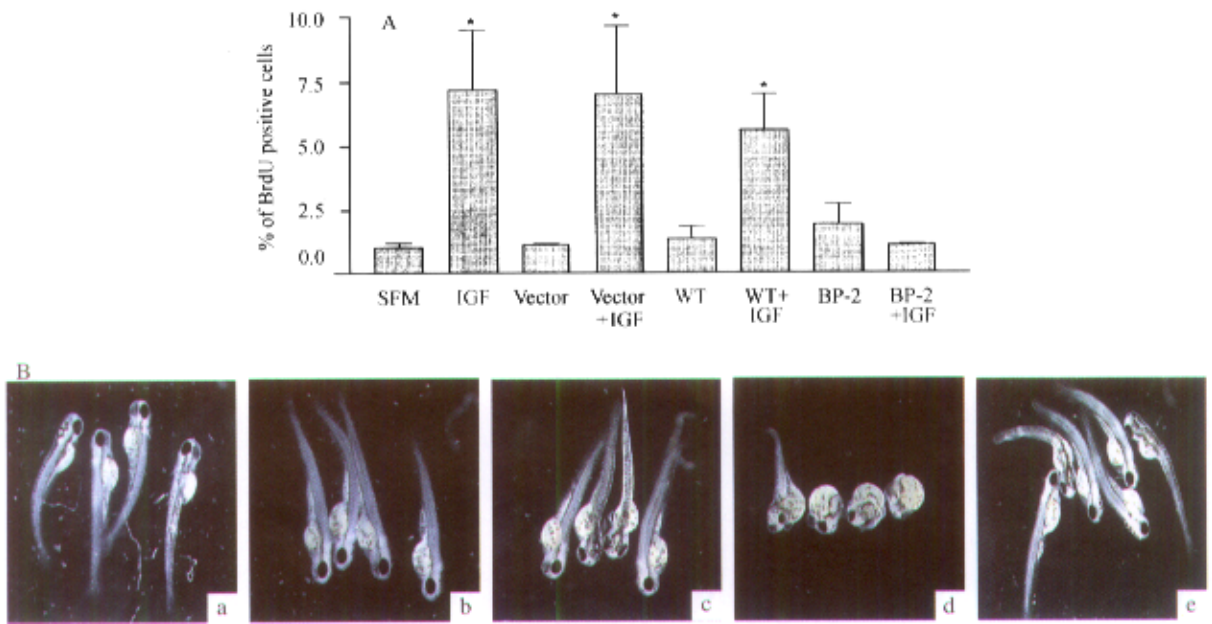 10.0
A
*
*
7.5
*
% of BrdU positive cells
5.0
2.5
0.0
SFM IGF Vector Vector WT WT+ BP-2 BP-2
+IGF IGF +IGF
B
a b c d e